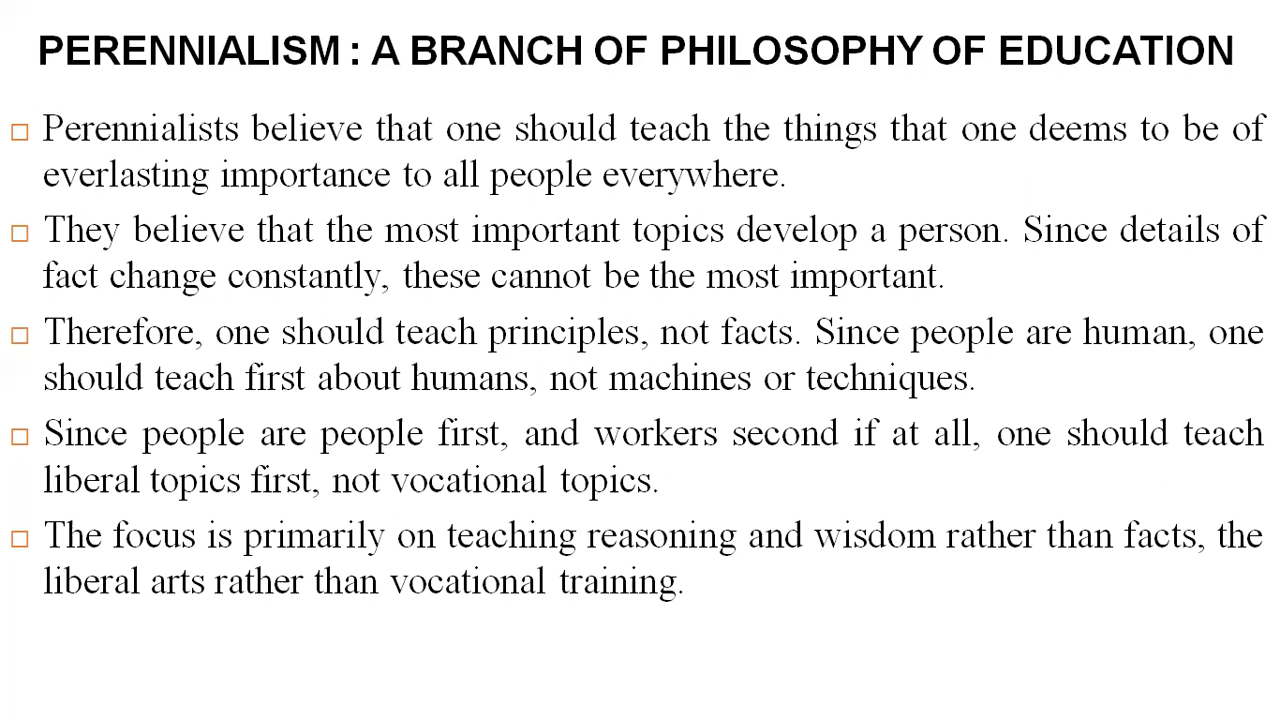 PERENNIALISM : A BRANCH OF PHILOSOPHY OF EDUCATION
Perennialists believe that one should teach the things that one deems to be of
everlasting importance to all people everywhere.
They believe that the most important topics develop a person. Since details of
fact change constantly, these cannot be the most important.
Therefore, one should teach principles, not facts. Since people are human, one
should teach first about humans, not machines or techniques.
Since people are people first, and workers second if at all, one should teach
liberal topics first, not vocational topics.
The focus is primarily on teaching reasoning and wisdom rather than facts, the
liberal arts rather than vocational training.